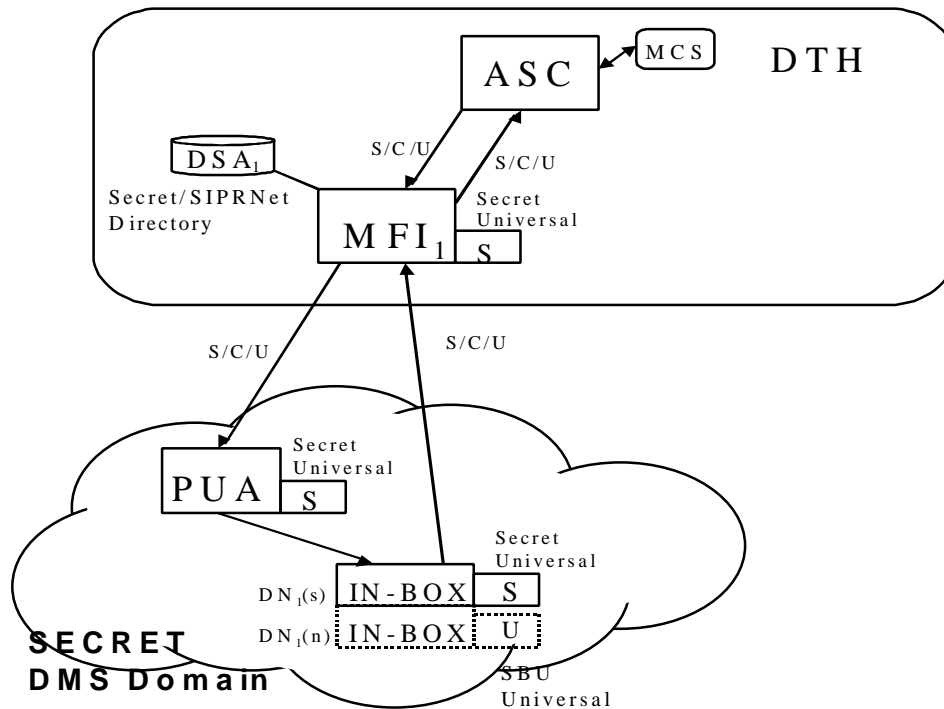 MCS
DTH
ASC
S/C/U
S/C/U
DSA1
Secret/SIPRNet
Directory
Secret
Universal
MFI1
S
S/C/U
S/C/U
Secret
Universal
PUA
S
Secret
Universal
DN1(s)
IN-BOX
S
DN1(n)
IN-BOX
U
SECRET
DMS Domain
SBU
Universal